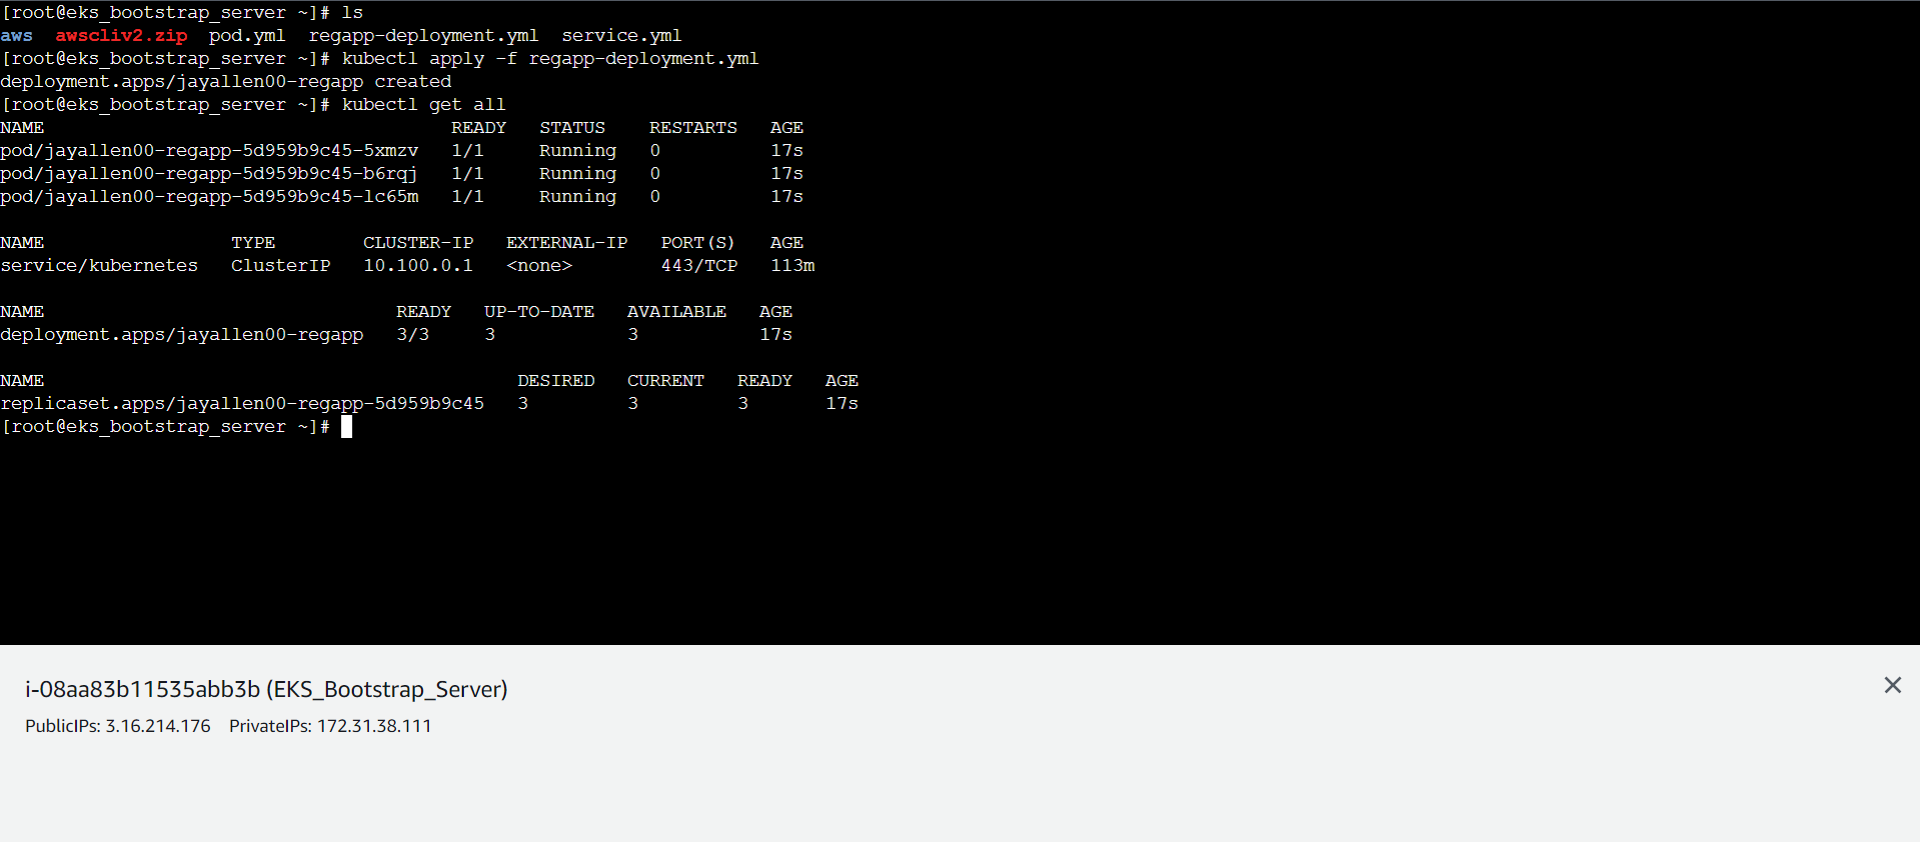 [root@eks_bootstrap_server ~]# ls
aws  awscliv2.zip  pod.yml  regapp-deployment.yml  service.yml
[root@eks_bootstrap_server ~]# kubectl apply -f regapp-deployment.yml
deployment.apps/jayallen00-regapp created
[root@eks_bootstrap_server ~]# kubectl get all
NAME                                     READY   STATUS    RESTARTS   AGE
pod/jayallen00-regapp-5d959b9c45-5xmzv   1/1     Running   0          17s
pod/jayallen00-regapp-5d959b9c45-b6rqj   1/1     Running   0          17s
pod/jayallen00-regapp-5d959b9c45-lc65m   1/1     Running   0          17s
NAME                 TYPE        CLUSTER-IP   EXTERNAL-IP   PORT(S)   AGE
service/kubernetes   ClusterIP   10.100.0.1   <none>        443/TCP   113m
NAME                                READY   UP-TO-DATE   AVAILABLE   AGE
deployment.apps/jayallen00-regapp   3/3     3            3           17s
NAME                                           DESIRED   CURRENT   READY   AGE
replicaset.apps/jayallen00-regapp-5d959b9c45   3         3         3       17s
[root@eks_bootstrap_server ~]#
i-08aa83b11535abb3b (EKS_Bootstrap_Server)
PublicIPs: 3.16.214.176    PrivateIPs: 172.31.38.111